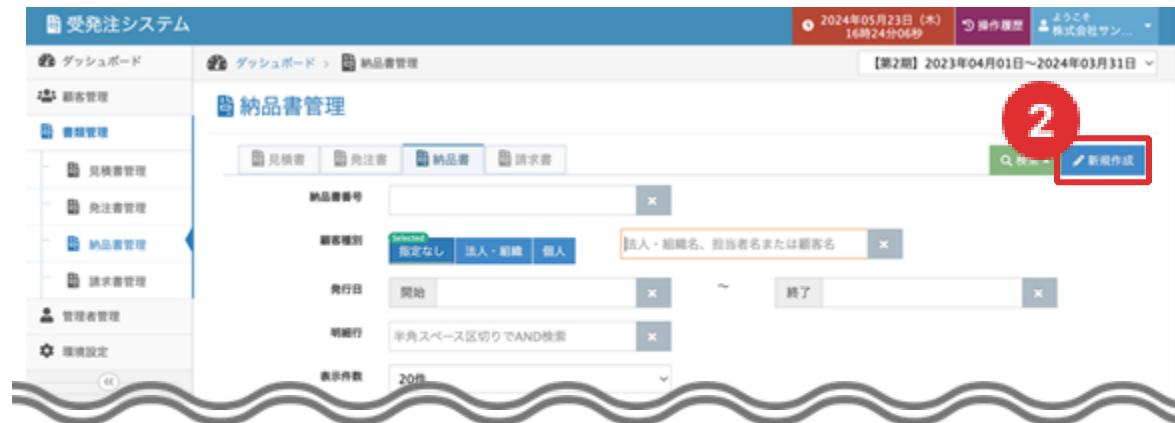 受発注システム
2024年05月23日（木）
16時24分06秒
操作履歴
ようこそ
株式会社サン...
ダッシュボード
ダッシュボード > 納品書管理
【第2期】2023年04月01日～2024年03月31日
顧客管理
納品書管理
書類管理
2
見積書 発注書 納品書 請求書
新規作成
見積書管理
納品書番号
発注書管理
顧客種別
Selected
指定なし 法人・組織 個人
法人・組織名、担当者名または顧客名
納品書管理
発行日 開始 ～ 終了
請求書管理
管理者管理
明細行 半角スペース区切りでAND検索
環境設定
表示件数 20件